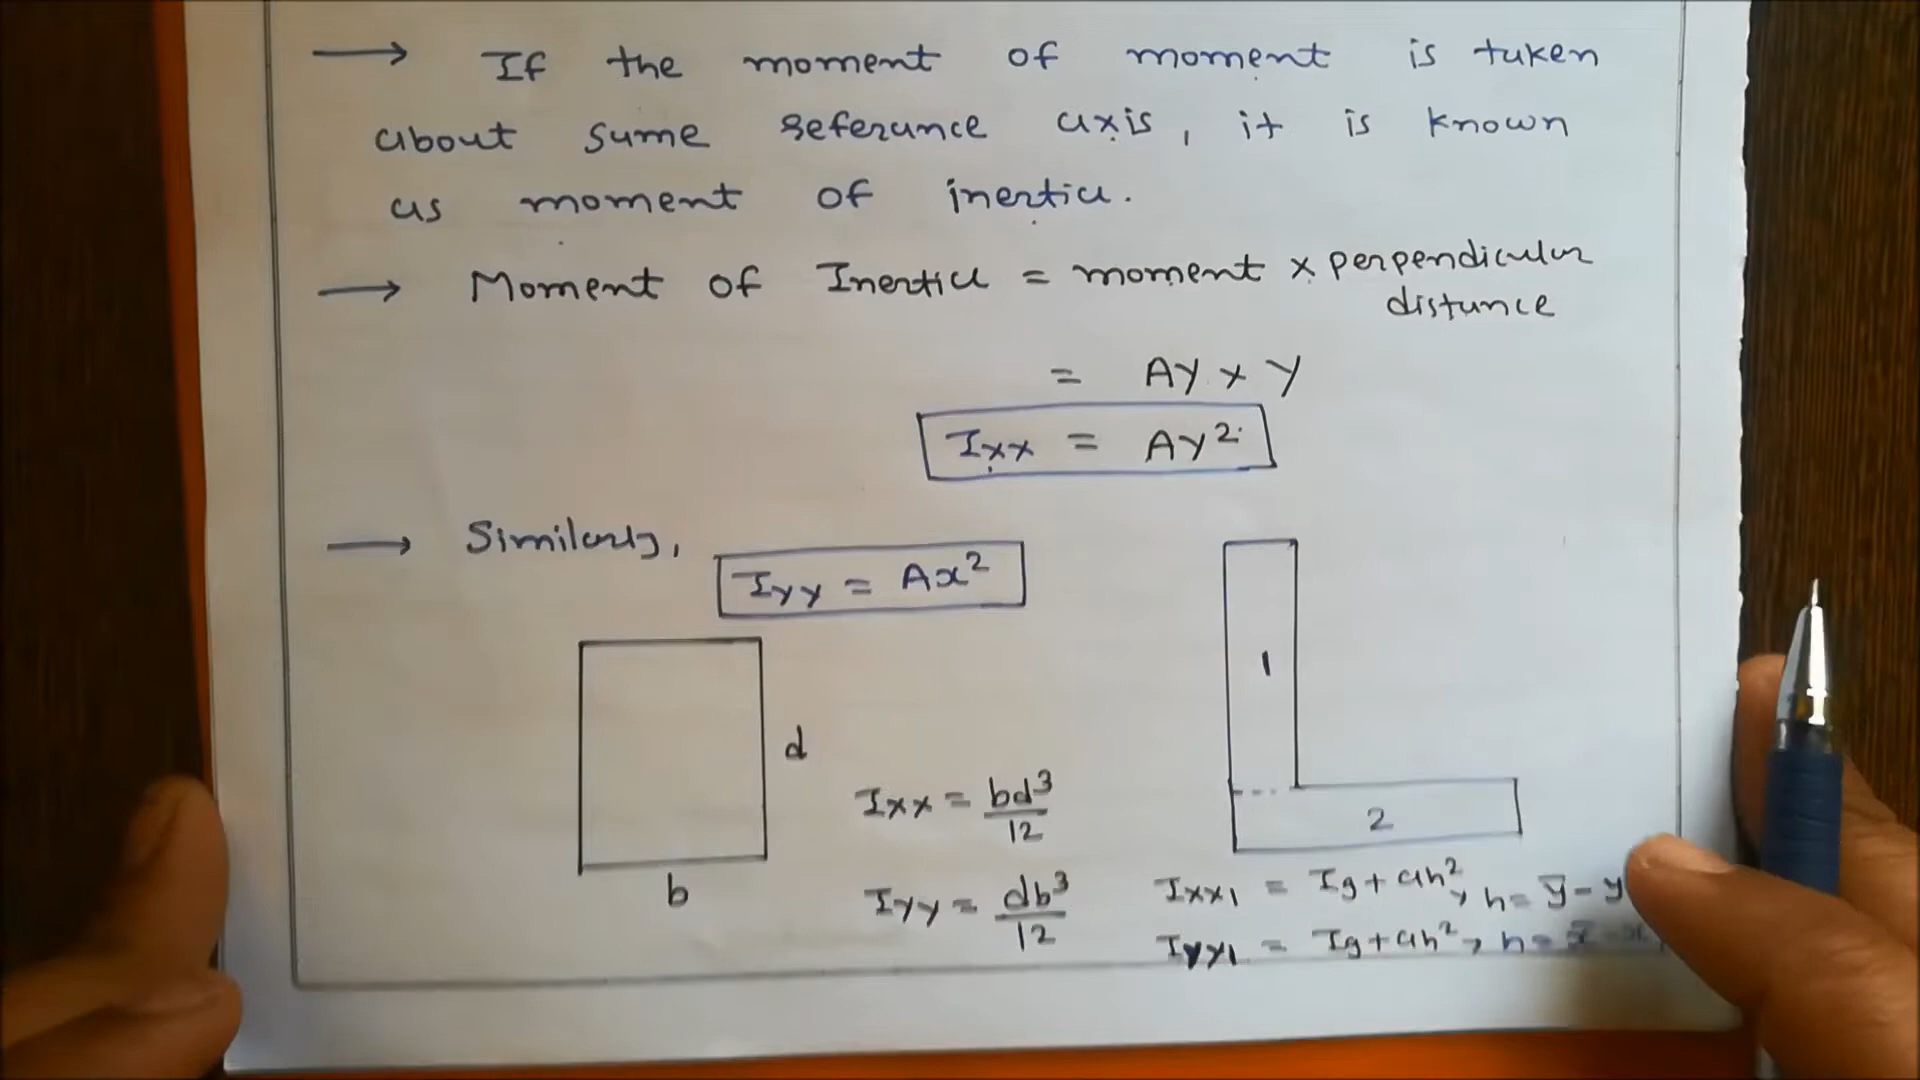 → If the moment of moment is taken
about same reference axis, it is known
as moment of inertia.
→ Moment of Inertia = moment × perpendicular
distance
= AY × Y
Ixx = AY²
→ Similarly,
Iyy = Ax²
1
d
Ixx = bd³/12
2
b
Iyy = db³/12
Ixx1 = Ig + ah², h = ȳ - y
Iyy1 = Ig + ah², h = x̄ -